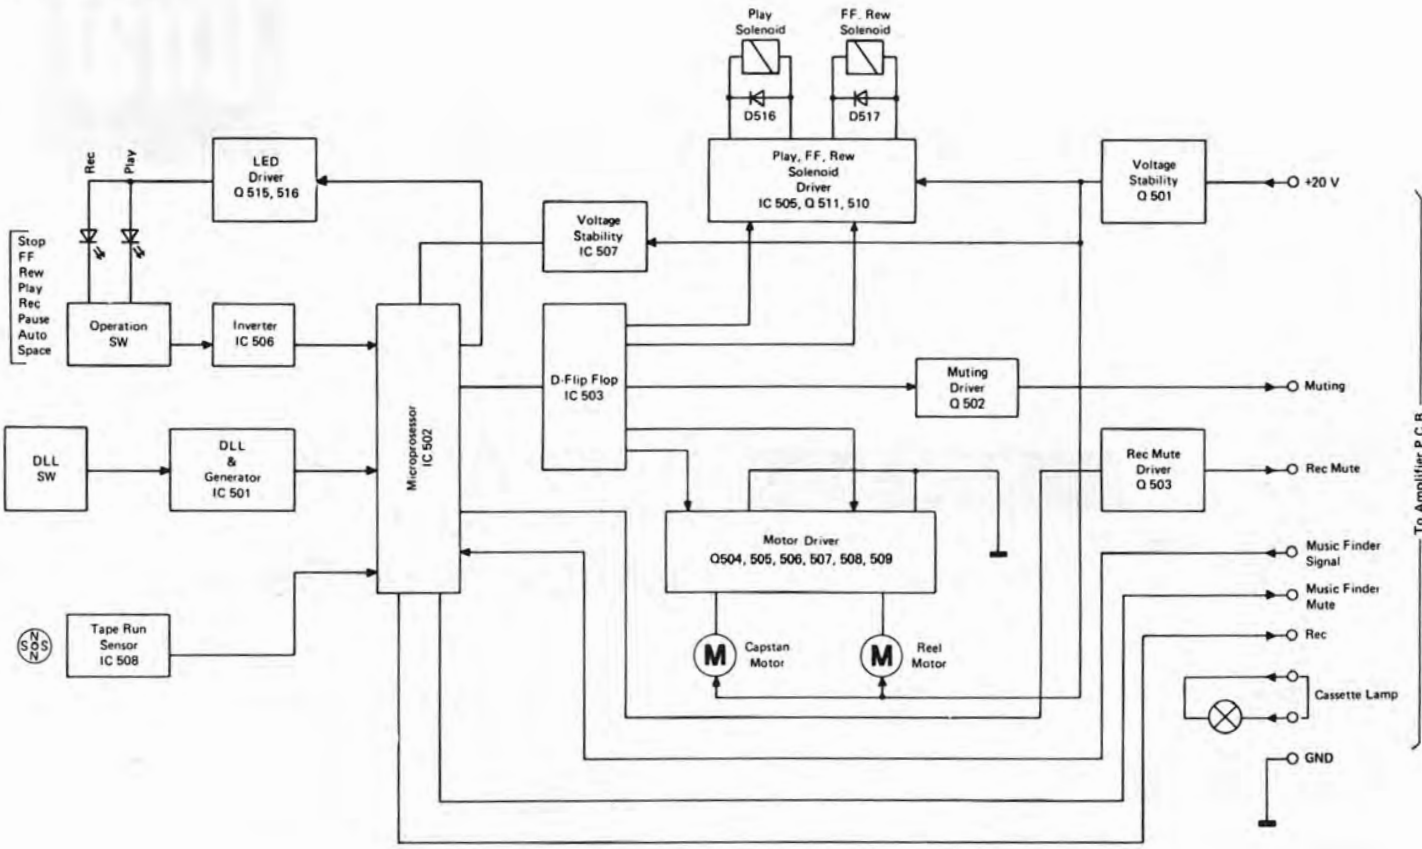 Play
Solenoid
FF. Rew
Solenoid
D516
D517
Rec
Play
LED
Driver
Q 515, 516
Play, FF, Rew
Solenoid
Driver
IC 505, Q 511, 510
Voltage
Stability
Q 501
+20 V
Voltage
Stability
IC 507
Stop
FF
Rew
Play
Rec
Pause
Auto
Space
Operation
SW
Inverter
IC 506
Microprosessor
IC 502
D-Flip Flop
IC 503
Muting
Driver
Q 502
Muting
DLL
SW
DLL
&
Generator
IC 501
Rec Mute
Driver
Q 503
Rec Mute
To Amplifier P.C.B.
Motor Driver
Q504, 505, 506, 507, 508, 509
Music Finder
Signal
Music Finder
Mute
Rec
N
S S
N
Tape Run
Sensor
IC 508
M
Capstan
Motor
M
Reel
Motor
Cassette Lamp
GND